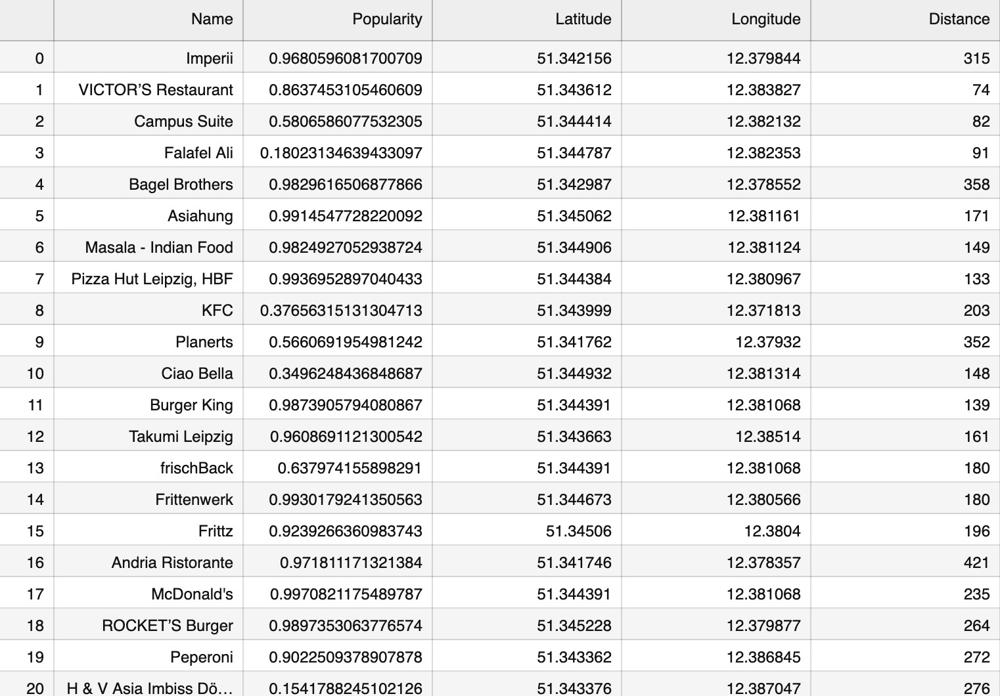 Name Popularity Latitude Longitude Distance
0 Imperii 0.9680596081700709 51.342156 12.379844 315
1 VICTOR’S Restaurant 0.8637453105460609 51.343612 12.383827 74
2 Campus Suite 0.5806586077532305 51.344414 12.382132 82
3 Falafel Ali 0.18023134639433097 51.344787 12.382353 91
4 Bagel Brothers 0.9829616506877866 51.342987 12.378552 358
5 Asiahung 0.9914547728220092 51.345062 12.381161 171
6 Masala - Indian Food 0.9824927052938724 51.344906 12.381124 149
7 Pizza Hut Leipzig, HBF 0.9936952897040433 51.344384 12.380967 133
8 KFC 0.37656315131304713 51.343999 12.371813 203
9 Planerts 0.5660691954981242 51.341762 12.37932 352
10 Ciao Bella 0.3496248436848687 51.344932 12.381314 148
11 Burger King 0.9873905794080867 51.344391 12.381068 139
12 Takumi Leipzig 0.9608691121300542 51.343663 12.38514 161
13 frischBack 0.637974155898291 51.344391 12.381068 180
14 Frittenwerk 0.9930179241350563 51.344673 12.380566 180
15 Frittz 0.9239266360983743 51.34506 12.3804 196
16 Andria Ristorante 0.971811171321384 51.341746 12.378357 421
17 McDonald's 0.9970821175489787 51.344391 12.381068 235
18 ROCKET’S Burger 0.9897353063776574 51.345228 12.379877 264
19 Peperoni 0.9022509378907878 51.343362 12.386845 272
20 H & V Asia Imbiss Dö… 0.1541788245102126 51.343376 12.387047 276